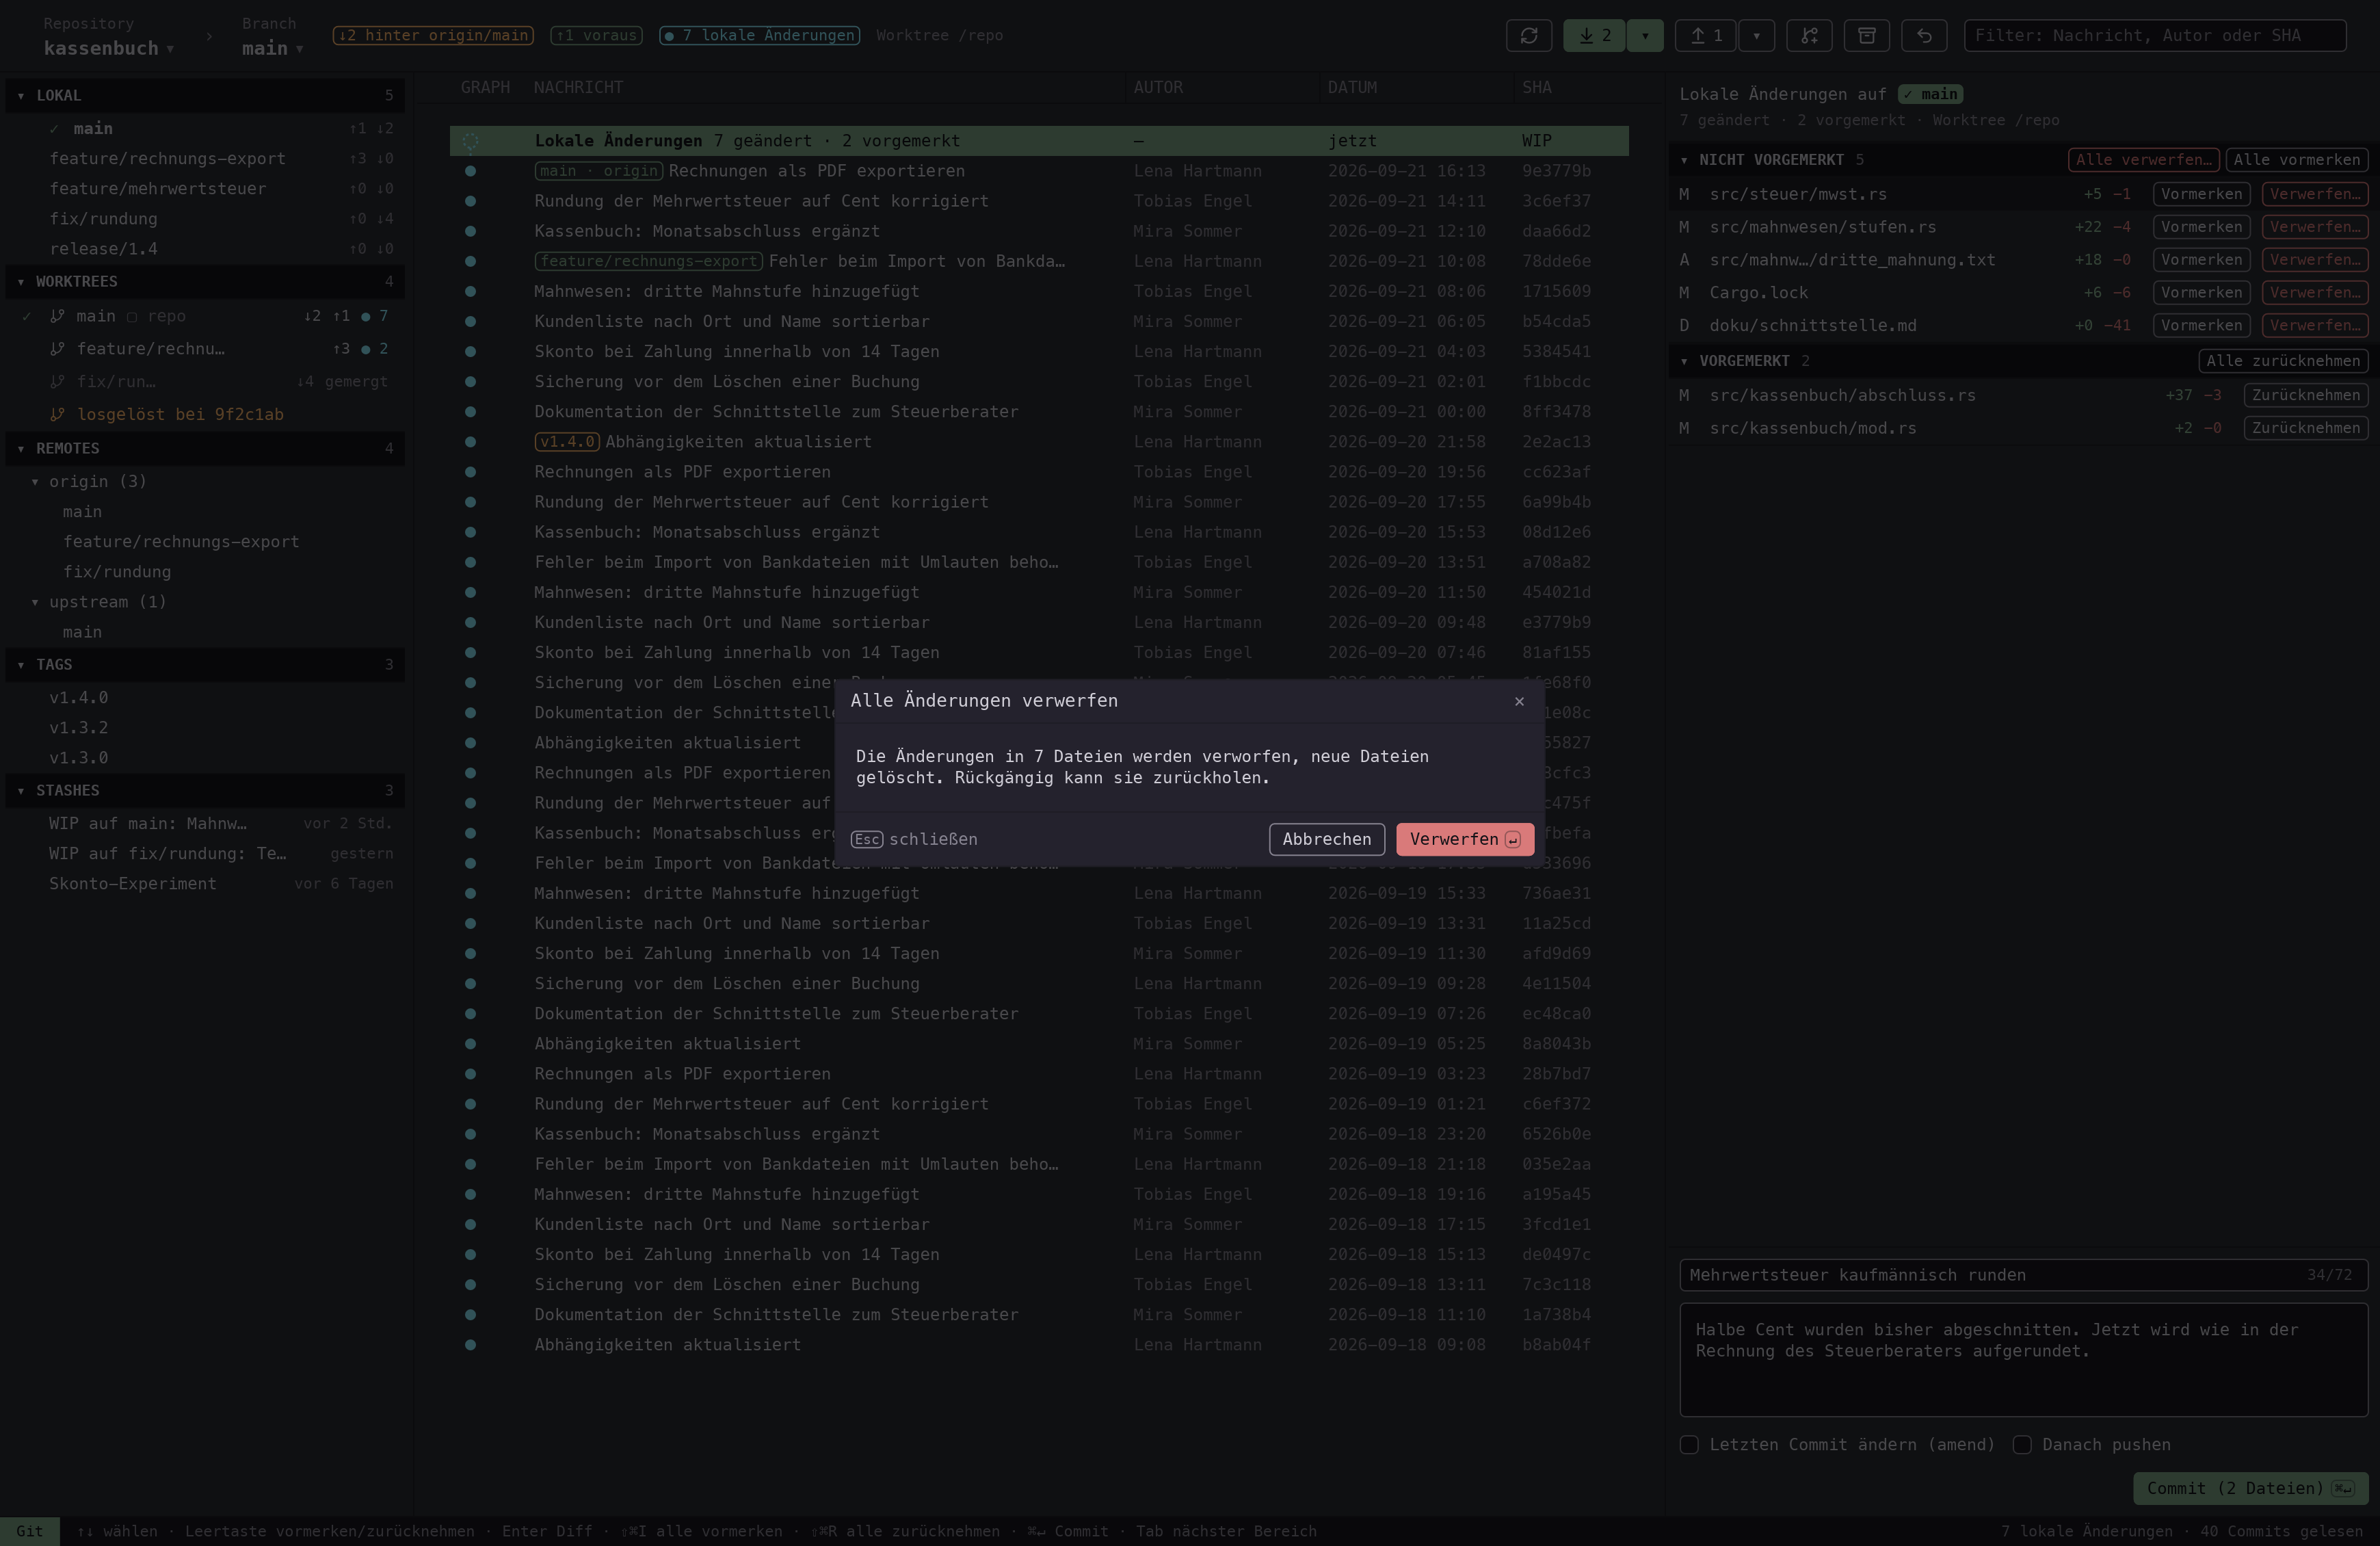 Repository
kassenbuch ▾
›
Branch
main ▾
↓2 hinter origin/main
↑1 voraus
● 7 lokale Änderungen
Worktree /repo
2 ▾
1 ▾
Filter: Nachricht, Autor oder SHA
▾ LOKAL 5
✓ main ↑1 ↓2
feature/rechnungs-export ↑3 ↓0
feature/mehrwertsteuer ↑0 ↓0
fix/rundung ↑0 ↓4
release/1.4 ↑0 ↓0
▾ WORKTREES 4
✓ main ▢ repo ↓2 ↑1 ● 7
feature/rechnu… ↑3 ● 2
fix/run… ↓4 gemergt
losgelöst bei 9f2c1ab
▾ REMOTES 4
▾ origin (3)
main
feature/rechnungs-export
fix/rundung
▾ upstream (1)
main
▾ TAGS 3
v1.4.0
v1.3.2
v1.3.0
▾ STASHES 3
WIP auf main: Mahnw… vor 2 Std.
WIP auf fix/rundung: Te… gestern
Skonto-Experiment vor 6 Tagen
GRAPH NACHRICHT AUTOR DATUM SHA
Lokale Änderungen 7 geändert · 2 vorgemerkt — jetzt WIP
main · origin Rechnungen als PDF exportieren Lena Hartmann 2026-09-21 16:13 9e3779b
Rundung der Mehrwertsteuer auf Cent korrigiert Tobias Engel 2026-09-21 14:11 3c6ef37
Kassenbuch: Monatsabschluss ergänzt Mira Sommer 2026-09-21 12:10 daa66d2
feature/rechnungs-export Fehler beim Import von Bankda… Lena Hartmann 2026-09-21 10:08 78dde6e
Mahnwesen: dritte Mahnstufe hinzugefügt Tobias Engel 2026-09-21 08:06 1715609
Kundenliste nach Ort und Name sortierbar Mira Sommer 2026-09-21 06:05 b54cda5
Skonto bei Zahlung innerhalb von 14 Tagen Lena Hartmann 2026-09-21 04:03 5384541
Sicherung vor dem Löschen einer Buchung Tobias Engel 2026-09-21 02:01 f1bbcdc
Dokumentation der Schnittstelle zum Steuerberater Mira Sommer 2026-09-21 00:00 8ff3478
v1.4.0 Abhängigkeiten aktualisiert Lena Hartmann 2026-09-20 21:58 2e2ac13
Rechnungen als PDF exportieren Tobias Engel 2026-09-20 19:56 cc623af
Rundung der Mehrwertsteuer auf Cent korrigiert Mira Sommer 2026-09-20 17:55 6a99b4b
Kassenbuch: Monatsabschluss ergänzt Lena Hartmann 2026-09-20 15:53 08d12e6
Fehler beim Import von Bankdateien mit Umlauten beho… Tobias Engel 2026-09-20 13:51 a708a82
Mahnwesen: dritte Mahnstufe hinzugefügt Mira Sommer 2026-09-20 11:50 454021d
Kundenliste nach Ort und Name sortierbar Lena Hartmann 2026-09-20 09:48 e3779b9
Skonto bei Zahlung innerhalb von 14 Tagen Tobias Engel 2026-09-20 07:46 81af155
Sicherung vor dem Löschen einer
Dokumentation der Schnittstelle
Abhängigkeiten aktualisiert
Rechnungen als PDF exportieren
Rundung der Mehrwertsteuer auf
Kassenbuch: Monatsabschluss
Fehler beim Import von
Mahnwesen: dritte Mahnstufe hinzugefügt Lena Hartmann 2026-09-19 15:33 736ae31
Kundenliste nach Ort und Name sortierbar Tobias Engel 2026-09-19 13:31 11a25cd
Skonto bei Zahlung innerhalb von 14 Tagen Mira Sommer 2026-09-19 11:30 afd9d69
Sicherung vor dem Löschen einer Buchung Lena Hartmann 2026-09-19 09:28 4e11504
Dokumentation der Schnittstelle zum Steuerberater Tobias Engel 2026-09-19 07:26 ec48ca0
Abhängigkeiten aktualisiert Mira Sommer 2026-09-19 05:25 8a8043b
Rechnungen als PDF exportieren Lena Hartmann 2026-09-19 03:23 28b7bd7
Rundung der Mehrwertsteuer auf Cent korrigiert Tobias Engel 2026-09-19 01:21 c6ef372
Kassenbuch: Monatsabschluss ergänzt Mira Sommer 2026-09-18 23:20 6526b0e
Fehler beim Import von Bankdateien mit Umlauten beho… Lena Hartmann 2026-09-18 21:18 035e2aa
Mahnwesen: dritte Mahnstufe hinzugefügt Tobias Engel 2026-09-18 19:16 a195a45
Kundenliste nach Ort und Name sortierbar Mira Sommer 2026-09-18 17:15 3fcd1e1
Skonto bei Zahlung innerhalb von 14 Tagen Lena Hartmann 2026-09-18 15:13 de0497c
Sicherung vor dem Löschen einer Buchung Tobias Engel 2026-09-18 13:11 7c3c118
Dokumentation der Schnittstelle zum Steuerberater Mira Sommer 2026-09-18 11:10 1a738b4
Abhängigkeiten aktualisiert Lena Hartmann 2026-09-18 09:08 b8ab04f
Alle Änderungen verwerfen ×
Die Änderungen in 7 Dateien werden verworfen, neue Dateien
gelöscht. Rückgängig kann sie zurückholen.
Esc schließen Abbrechen Verwerfen ↵
Lokale Änderungen auf ✓ main
7 geändert · 2 vorgemerkt · Worktree /repo
▾ NICHT VORGEMERKT 5 Alle verwerfen… Alle vormerken
M src/steuer/mwst.rs +5 −1 Vormerken Verwerfen…
M src/mahnwesen/stufen.rs +22 −4 Vormerken Verwerfen…
A src/mahnw…/dritte_mahnung.txt +18 −0 Vormerken Verwerfen…
M Cargo.lock +6 −6 Vormerken Verwerfen…
D doku/schnittstelle.md +0 −41 Vormerken Verwerfen…
▾ VORGEMERKT 2 Alle zurücknehmen
M src/kassenbuch/abschluss.rs +37 −3 Zurücknehmen
M src/kassenbuch/mod.rs +2 −0 Zurücknehmen
Mehrwertsteuer kaufmännisch runden 34/72
Halbe Cent wurden bisher abgeschnitten. Jetzt wird wie in der
Rechnung des Steuerberaters aufgerundet.
Letzten Commit ändern (amend) Danach pushen
Commit (2 Dateien) ⌘↵
Git ↑↓ wählen · Leertaste vormerken/zurücknehmen · Enter Diff · ⇧⌘I alle vormerken · ⇧⌘R alle zurücknehmen · ⌘↵ Commit · Tab nächster Bereich
7 lokale Änderungen · 40 Commits gelesen